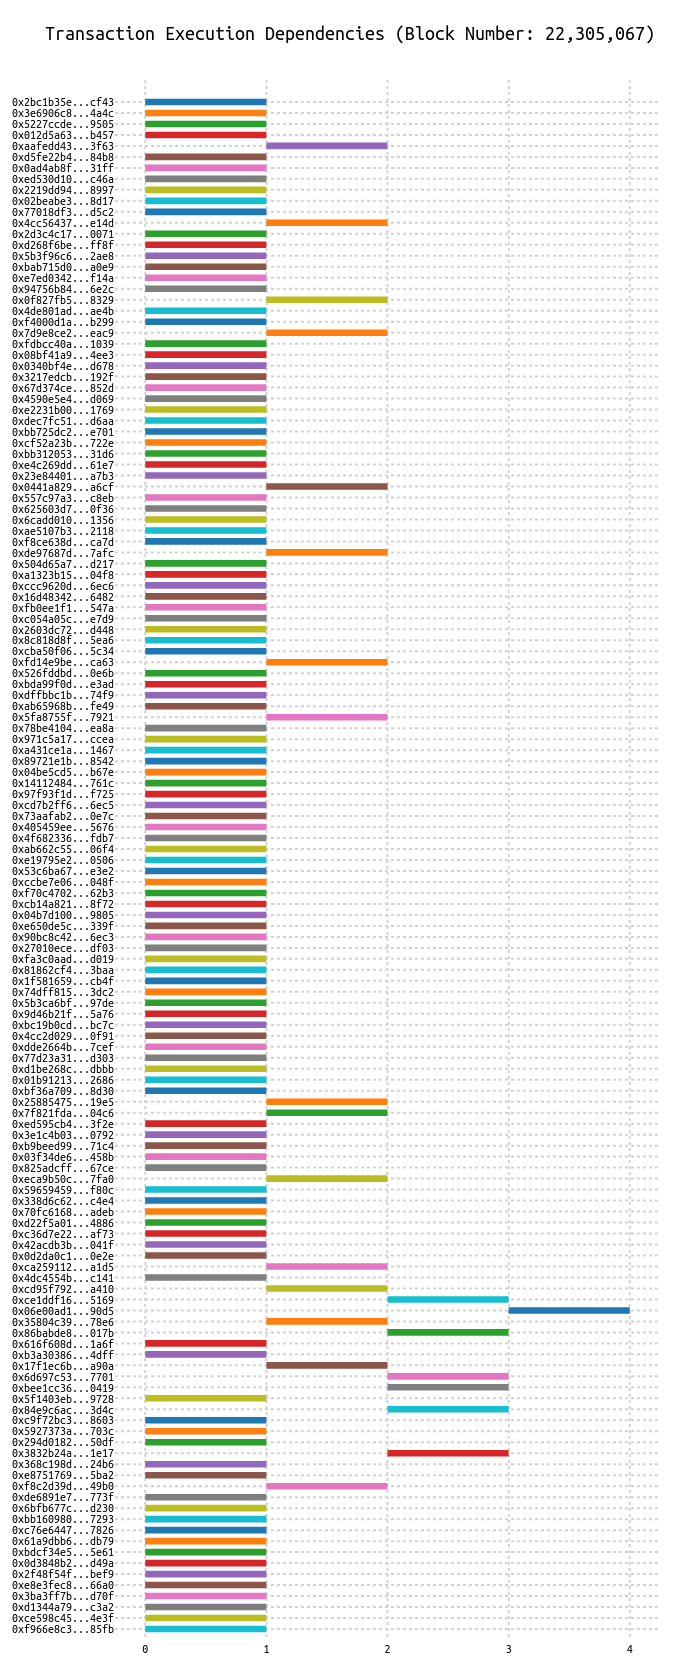 Transaction Execution Dependencies (Block Number: 22,305,067)
0x2bc1b35e...cf43
0x3e6906c8...4a4c
0x5227ccde...9505
0x012d5a63...b457
0xaafedd43...3f63
0xd5fe22b4...84b8
0x0ad4ab8f...31ff
0xed530d10...c46a
0x2219dd94...8997
0x02beabe3...8d17
0x77018df3...d5c2
0x4cc56437...e14d
0x2d3c4c17...0071
0xd268f6be...ff8f
0x5b3f96c6...2ae8
0xbab715d0...a0e9
0xe7ed0342...f14a
0x94756b84...6e2c
0x0f827fb5...8329
0x4de801ad...ae4b
0xf4000d1a...b299
0x7d9e8ce2...eac9
0xfdbcc40a...1039
0x08bf41a9...4ee3
0x0340bf4e...d678
0x3217edcb...192f
0x67d374ce...852d
0x4590e5e4...d069
0xe2231b00...1769
0xdec7fc51...d6aa
0xbb725dc2...e701
0xcf52a23b...722e
0xbb312053...31d6
0xe4c269dd...61e7
0x23e84401...a7b3
0x0441a829...a6cf
0x557c97a3...c8eb
0x625603d7...0f36
0x6cadd010...1356
0xae5107b3...2118
0xf8ce638d...ca7d
0xde97687d...7afc
0x504d65a7...d217
0xa1323b15...04f8
0xccc9620d...6ec6
0x16d48342...6482
0xfb0ee1f1...547a
0xc054a05c...e7d9
0x2603dc72...d448
0x8c818d8f...5ea6
0xcba50f06...5c34
0xfd14e9be...ca63
0x526fddbd...0e6b
0xbda99f0d...e3ad
0xdffbbc1b...74f9
0xab65968b...fe49
0x5fa8755f...7921
0x78be4104...ea8a
0x971c5a17...ccea
0xa431ce1a...1467
0x89721e1b...8542
0x04be5cd5...b67e
0x14112484...761c
0x97f93f1d...f725
0xcd7b2ff6...6ec5
0x73aafab2...0e7c
0x405459ee...5676
0x4f682336...fdb7
0xab662c55...06f4
0xe19795e2...0506
0x53c6ba67...e3e2
0xccbe7e06...048f
0xf70c4702...62b3
0xcb14a821...8f72
0x04b7d100...9805
0xe650de5c...339f
0x90bc8c42...6ec3
0x27010ece...df03
0xfa3c0aad...d019
0x81862cf4...3baa
0x1f581659...cb4f
0x74dff815...3dc2
0x5b3ca6bf...97de
0x9d46b21f...5a76
0xbc19b0cd...bc7c
0x4cc2d029...0f91
0xdde2664b...7cef
0x77d23a31...d303
0xd1be268c...dbbb
0x01b91213...2686
0xbf36a709...8d30
0x25885475...19e5
0x7f821fda...04c6
0xed595cb4...3f2e
0x3e1c4b03...0792
0xb9beed99...71c4
0x03f34de6...458b
0x825adcff...67ce
0xeca9b50c...7fa0
0x59659459...f80c
0x338d6c62...c4e4
0x70fc6168...adeb
0xd22f5a01...4886
0xc36d7e22...af73
0x42acdb3b...041f
0x0d2da0c1...0e2e
0xca259112...a1d5
0x4dc4554b...c141
0xcd95f792...a410
0xce1ddf16...5169
0x06e00ad1...90d5
0x35804c39...78e6
0x86babde8...017b
0x616f608d...1a6f
0xb3a30386...4dff
0x17f1ec6b...a90a
0x6d697c53...7701
0xbee1cc36...0419
0x5f1403eb...9728
0x84e9c6ac...3d4c
0xc9f72bc3...8603
0x5927373a...703c
0x294d0182...50df
0x3832b24a...1e17
0x368c198d...24b6
0xe8751769...5ba2
0xf8c2d39d...49b0
0xde6891e7...773f
0x6bfb677c...d230
0xbb160980...7293
0xc76e6447...7826
0x61a9dbb6...db79
0xbdcf34e5...5e61
0x0d3848b2...d49a
0x2f48f54f...bef9
0xe8e3fec8...66a0
0x3ba3ff7b...d70f
0xd1344a79...c3a2
0xce598c45...4e3f
0xf966e8c3...85fb
0 1 2 3 4